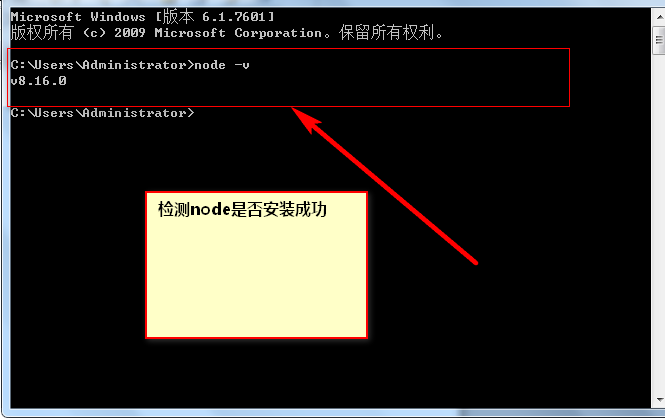 Microsoft Windows [版本 6.1.7601]
版权所有 (c) 2009 Microsoft Corporation。保留所有权利。
C:\Users\Administrator>node -v
v8.16.0
C:\Users\Administrator>
检测node是否安装成功